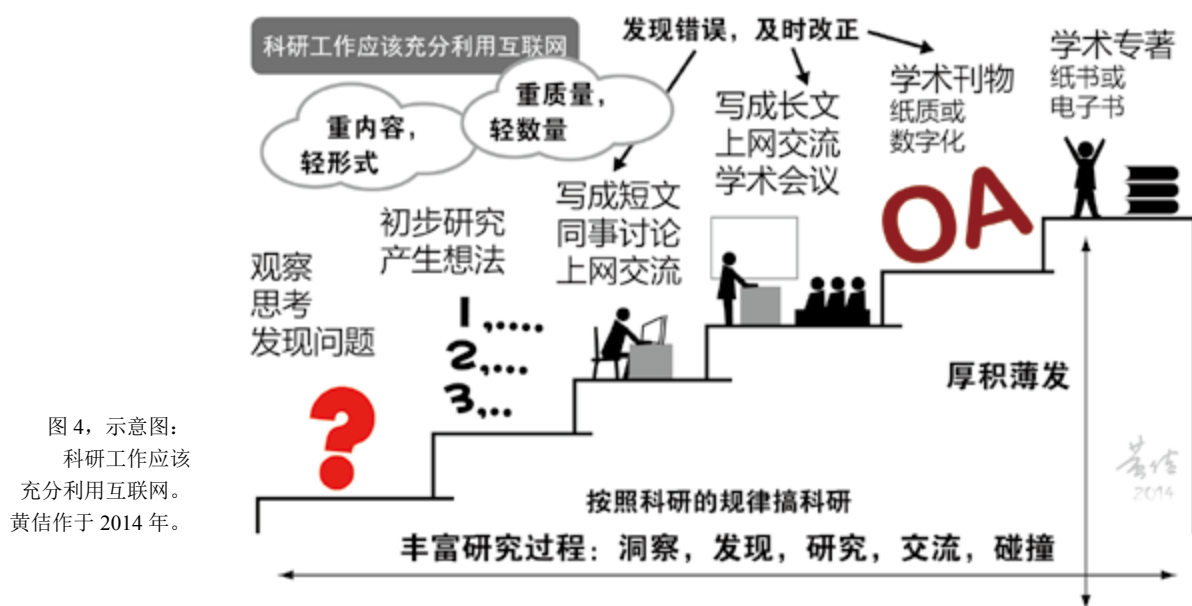 科研工作应该充分利用互联网
重内容，
轻形式
重质量，
轻数量
发现错误，及时改正
观察
思考
发现问题
初步研究
产生想法
1,.....
2,....
3,...
写成短文
同事讨论
上网交流
写成长文
上网交流
学术会议
学术刊物
纸质或
数字化
OA
学术专著
纸书或
电子书
?
厚积薄发
按照科研的规律搞科研
丰富研究过程：洞察，发现，研究，交流，碰撞
黄佶
2014
图 4，示意图：
科研工作应该
充分利用互联网。
黄佶作于 2014 年。